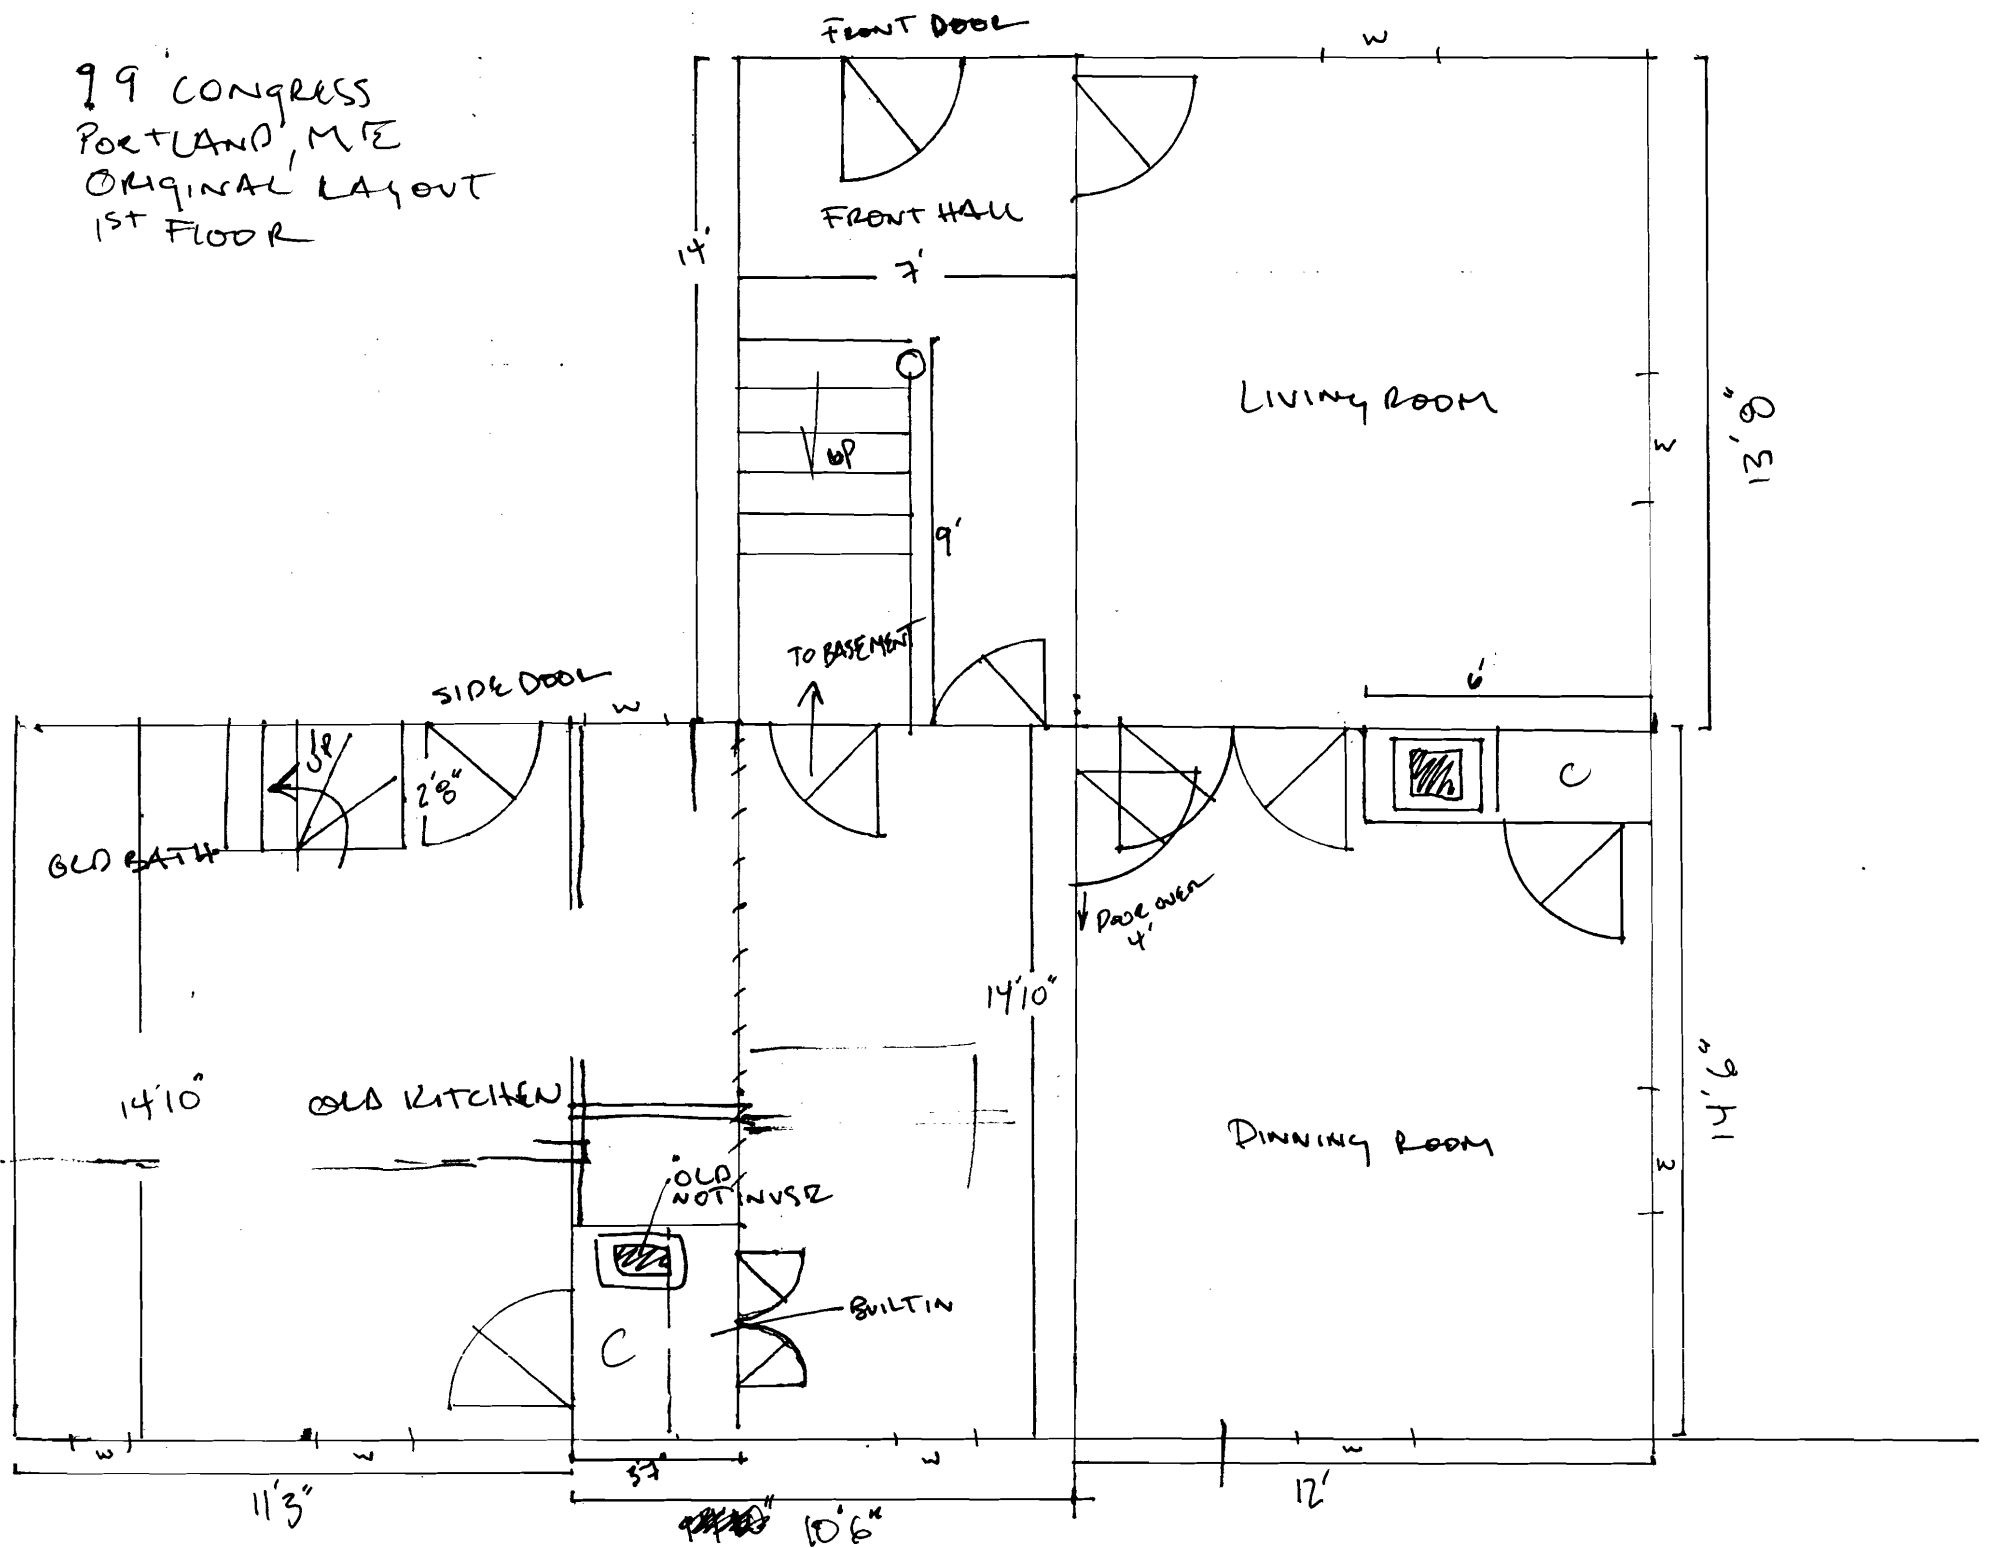 99 CONGRESS
PORTLAND, ME
ORIGINAL LAYOUT
1ST FLOOR
FRONT DOOR
W
FRONT HALL
14'
7'
LIVING ROOM
13'8"
W
UP
9'
TO BASEMENT
6'
SIDE DOOR
W
UP
2'8"
C
OLD BATH
DOOR OVER
4'
14'10"
14'10"
OLD KITCHEN
DINNING ROOM
14'6"
W
OLD
NOT IN USE
BUILT IN
C
W
W
W
W
37"
11'3"
10'6"
12'